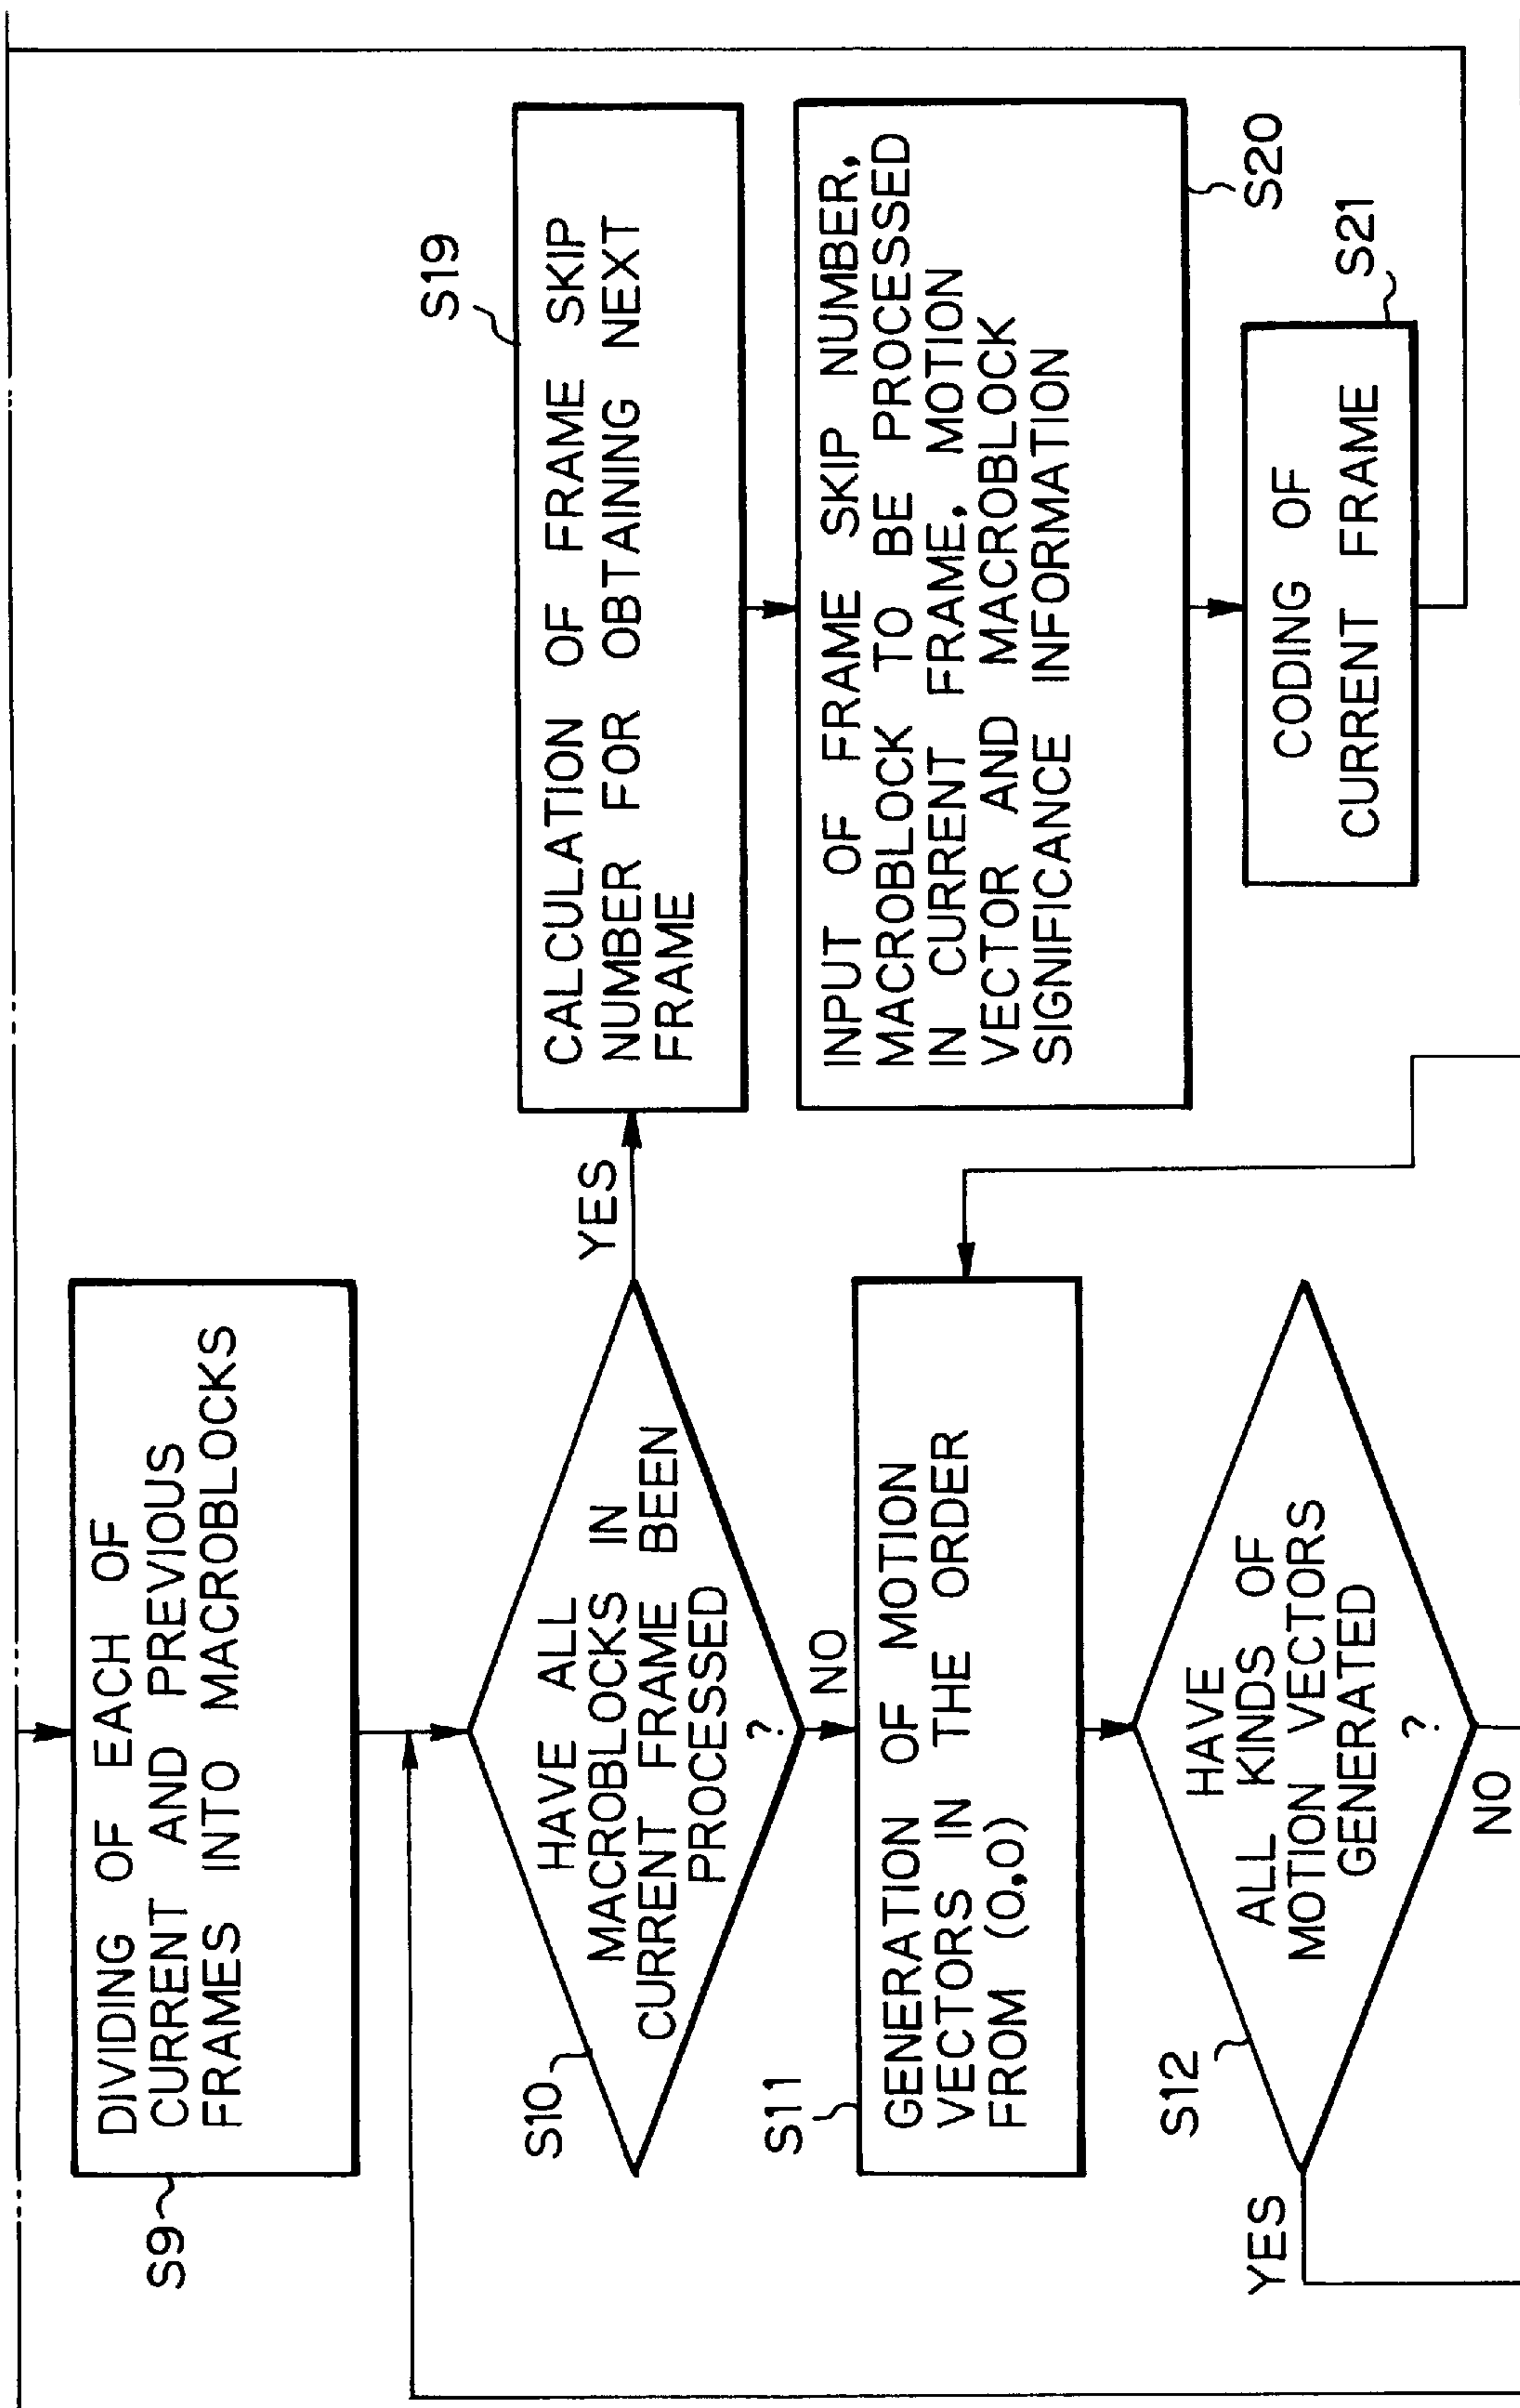 S9
DIVIDING OF EACH OF
CURRENT AND PREVIOUS
FRAMES INTO MACROBLOCKS
S10
HAVE ALL
MACROBLOCKS IN
CURRENT FRAME BEEN
PROCESSED
?
YES
NO
S11
GENERATION OF MOTION
VECTORS IN THE ORDER
FROM (0,0)
S12
HAVE
ALL KINDS OF
MOTION VECTORS
GENERATED
?
YES
NO
S19
CALCULATION OF FRAME SKIP
NUMBER FOR OBTAINING NEXT
FRAME
INPUT OF FRAME SKIP NUMBER,
MACROBLOCK TO BE PROCESSED
IN CURRENT FRAME, MOTION
VECTOR AND MACROBLOCK
SIGNIFICANCE INFORMATION
S20
S21
CODING OF
CURRENT FRAME